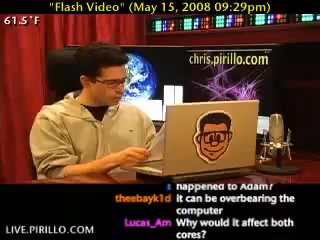 "Flash Video" (May 15, 2008 09:29pm)
61.5°F
chris.pirillo.com
happened to Adam?
theebayk1d it can be overbearing the
computer
Lucas_Am Why would it affect both
cores?
LIVE.PIRILLO.COM